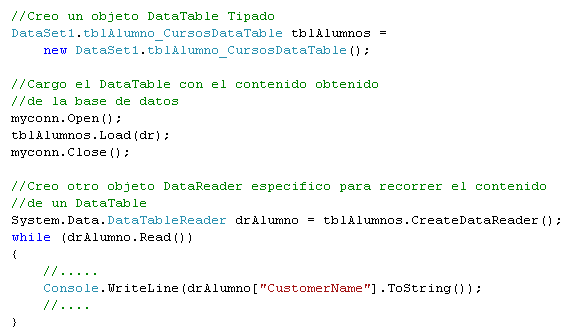 //Creo un objeto DataTable Tipado
DataSet1.tblAlumno_CursosDataTable tblAlumnos =
    new DataSet1.tblAlumno_CursosDataTable();

//Cargo el DataTable con el contenido obtenido
//de la base de datos
myconn.Open();
tblAlumnos.Load(dr);
myconn.Close();

//Creo otro objeto DataReader especifico para recorrer el contenido
//de un DataTable
System.Data.DataTableReader drAlumno = tblAlumnos.CreateDataReader();
while (drAlumno.Read())
{
    //.....
    Console.WriteLine(drAlumno["CustomerName"].ToString());
    //....
}